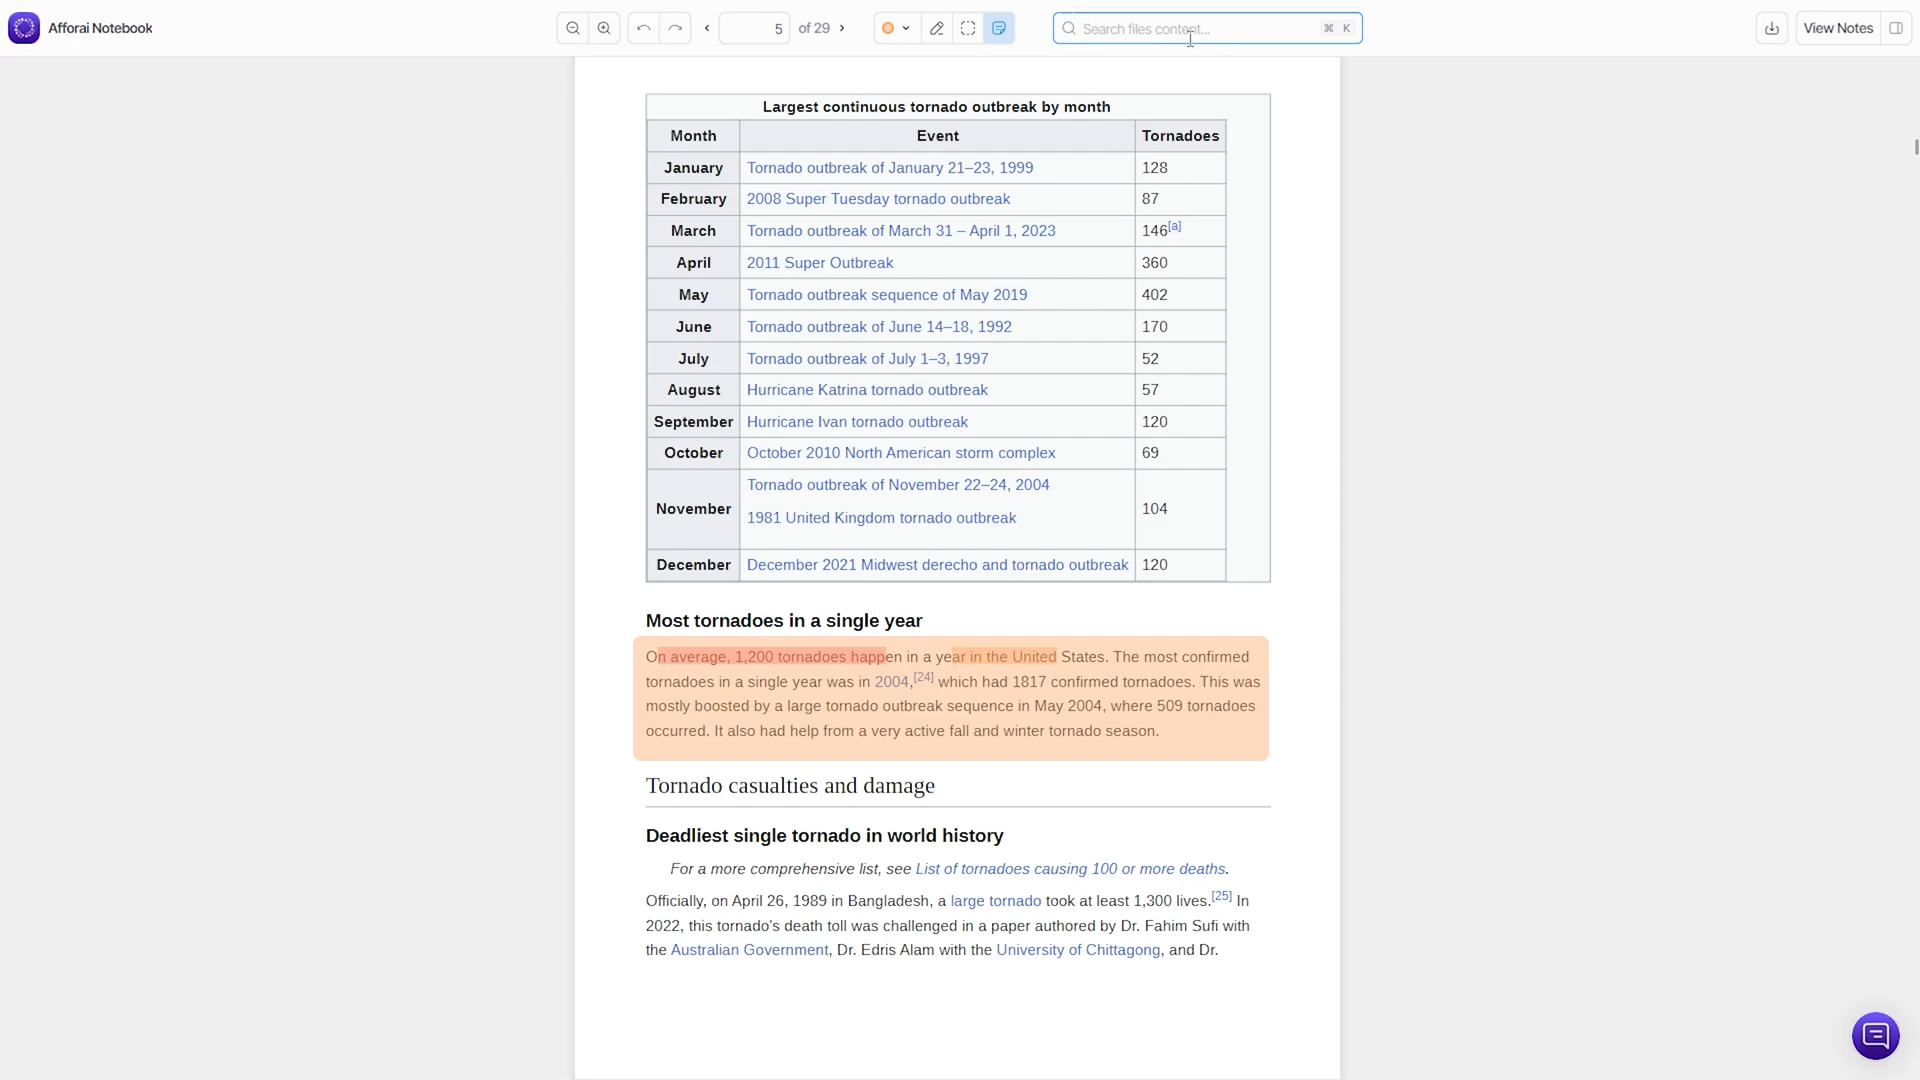 Afforai Notebook
5 of 29
Search files content... ⌘ K
View Notes
Largest continuous tornado outbreak by month
Month Event Tornadoes
January Tornado outbreak of January 21–23, 1999 128
February 2008 Super Tuesday tornado outbreak 87
March Tornado outbreak of March 31 – April 1, 2023 146[a]
April 2011 Super Outbreak 360
May Tornado outbreak sequence of May 2019 402
June Tornado outbreak of June 14–18, 1992 170
July Tornado outbreak of July 1–3, 1997 52
August Hurricane Katrina tornado outbreak 57
September Hurricane Ivan tornado outbreak 120
October October 2010 North American storm complex 69
Tornado outbreak of November 22–24, 2004
November 104
1981 United Kingdom tornado outbreak
December December 2021 Midwest derecho and tornado outbreak 120
Most tornadoes in a single year
On average, 1,200 tornadoes happen in a year in the United States. The most confirmed
tornadoes in a single year was in 2004,[24] which had 1817 confirmed tornadoes. This was
mostly boosted by a large tornado outbreak sequence in May 2004, where 509 tornadoes
occurred. It also had help from a very active fall and winter tornado season.
Tornado casualties and damage
Deadliest single tornado in world history
For a more comprehensive list, see List of tornadoes causing 100 or more deaths.
Officially, on April 26, 1989 in Bangladesh, a large tornado took at least 1,300 lives.[25] In
2022, this tornado's death toll was challenged in a paper authored by Dr. Fahim Sufi with
the Australian Government, Dr. Edris Alam with the University of Chittagong, and Dr.